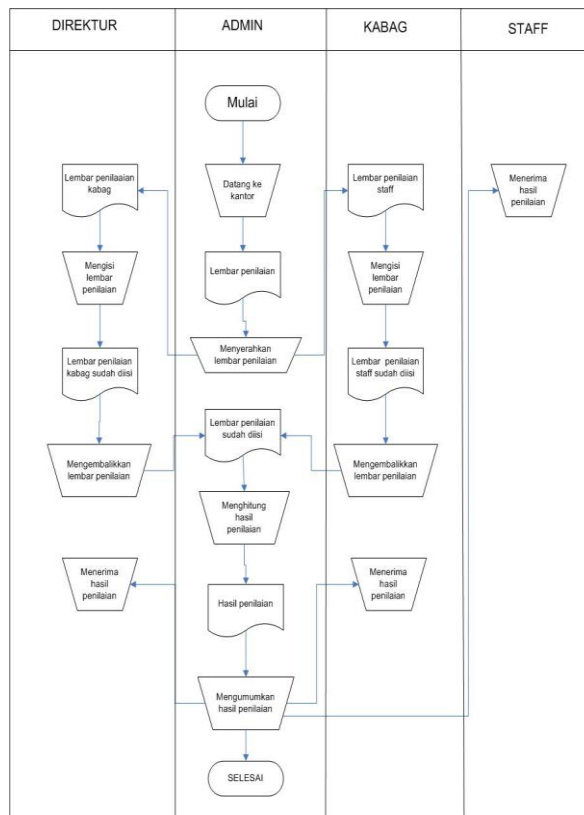 DIREKTUR
ADMIN
KABAG
STAFF
Mulai
Lembar penilaaian
kabag
Datang ke
kantor
Lembar penilaian
staff
Menerima
hasil
penilaian
Mengisi
lembar
penilaian
Lembar penilaian
Mengisi
lembar
penilaian
Menyerahkan
lembar penilaian
Lembar penilaian
kabag sudah diisi
Lembar penilaian
staff sudah diisi
Lembar penilaian
sudah diisi
Mengembalikkan
lembar penilaian
Mengembalikkan
lembar penilaian
Menghitung
hasil
penilaian
Menerima
hasil
penilaian
Menerima
hasil
penilaian
Hasil penilaian
Mengumumkan
hasil penilaian
SELESAI